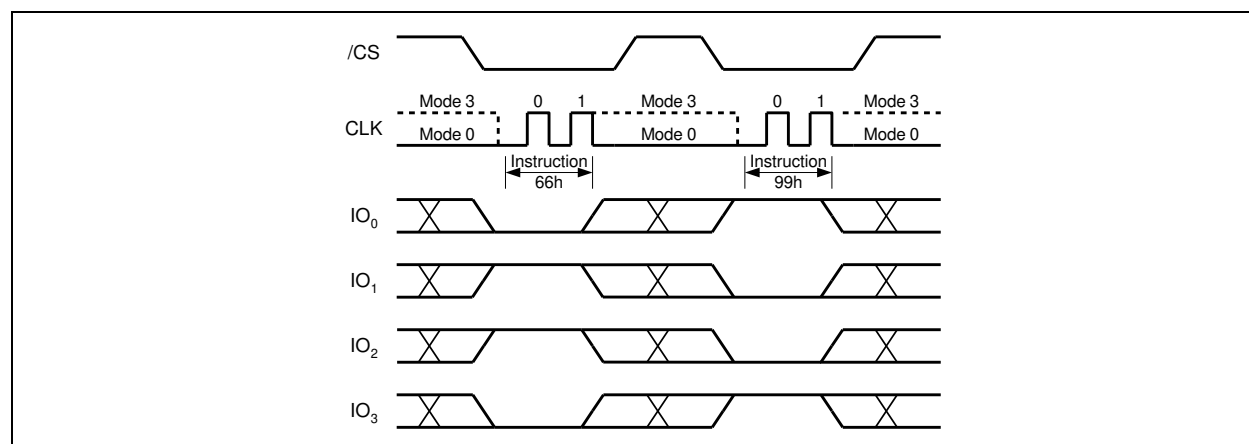 /CS
Mode 3 0 1 Mode 3 0 1 Mode 3
CLK
Mode 0 Mode 0 Mode 0
Instruction Instruction
66h 99h
IO0
IO1
IO2
IO3